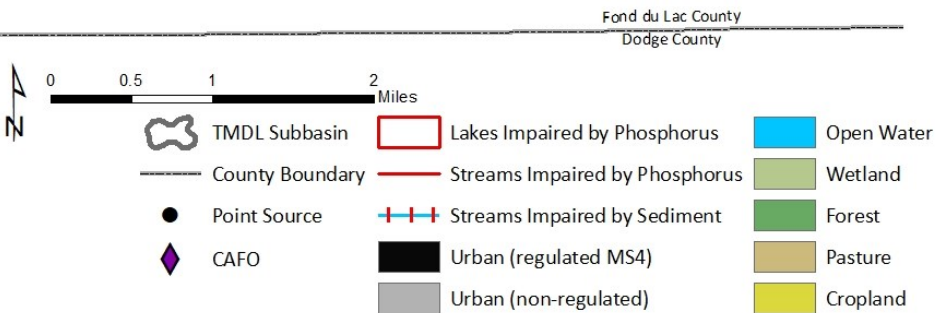 Fond du Lac County
Dodge County
0 0.5 1 2
Miles
N
TMDL Subbasin
County Boundary
Point Source
CAFO
Lakes Impaired by Phosphorus
Streams Impaired by Phosphorus
Streams Impaired by Sediment
Urban (regulated MS4)
Urban (non-regulated)
Open Water
Wetland
Forest
Pasture
Cropland